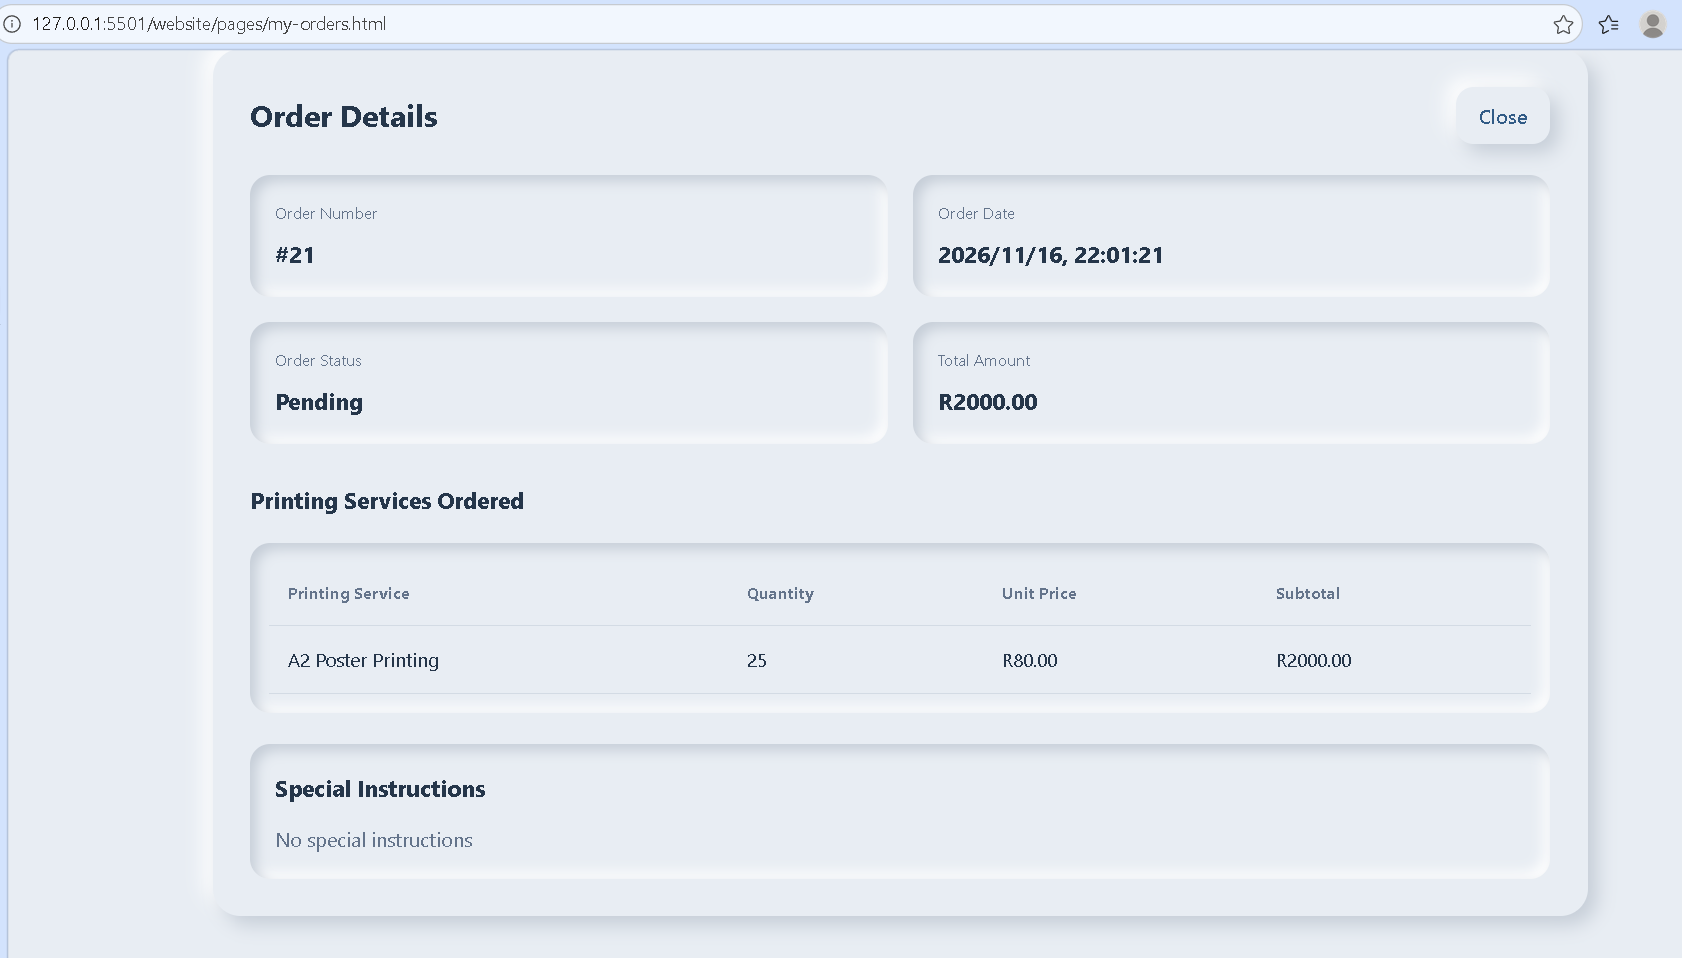 127.0.0.1:5501/website/pages/my-orders.html
Order Details
Close
Order Number
#21
Order Date
2026/11/16, 22:01:21
Order Status
Pending
Total Amount
R2000.00
Printing Services Ordered
Printing Service Quantity Unit Price Subtotal
A2 Poster Printing 25 R80.00 R2000.00
Special Instructions
No special instructions